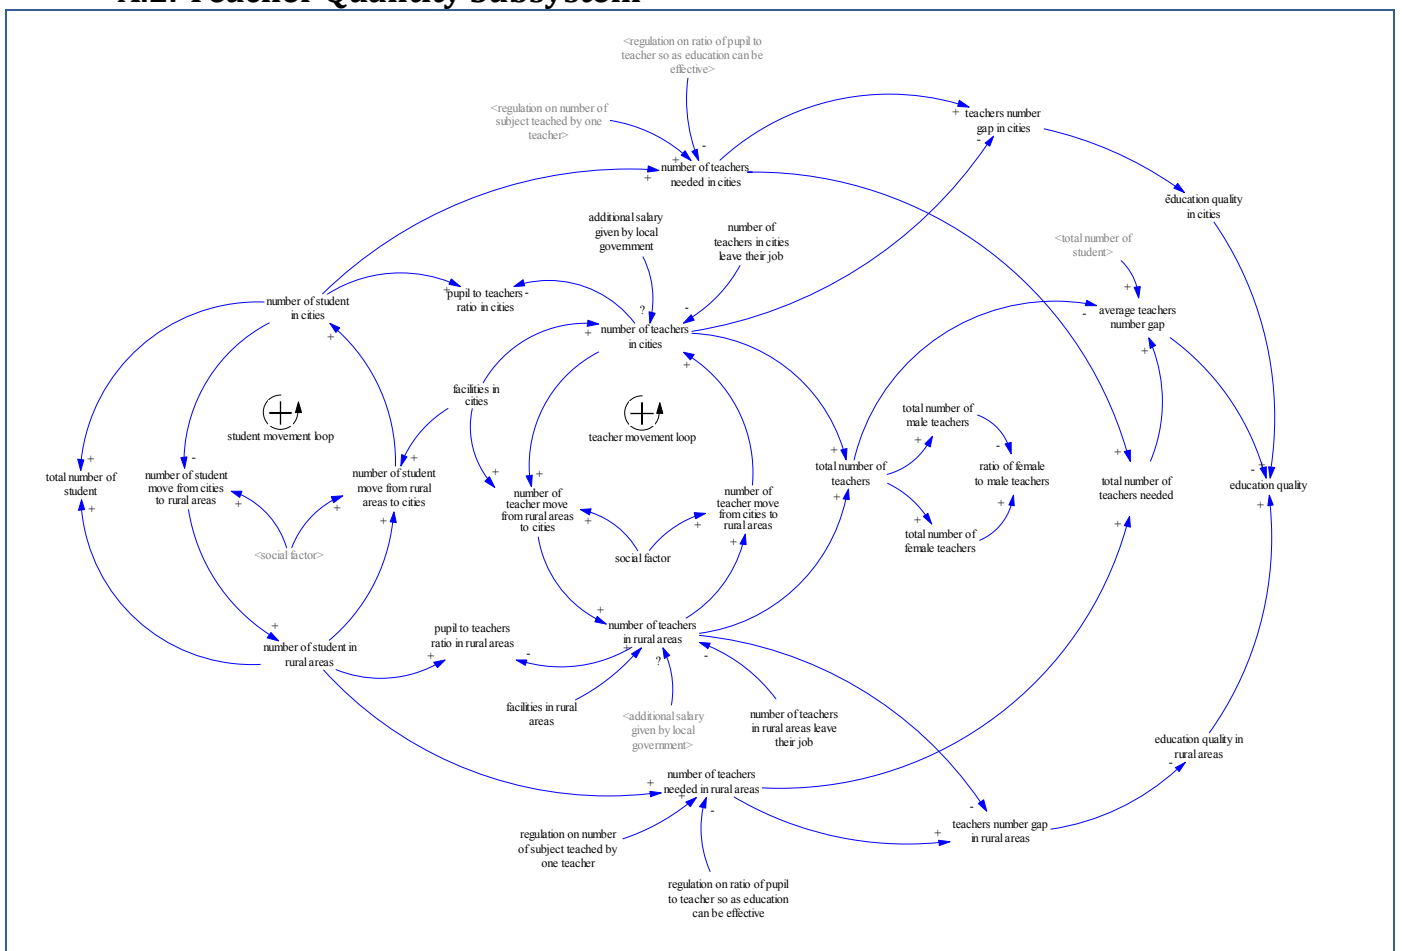 A.2. Teacher Quantity Subsystem
<regulation on ratio of pupil to
teacher so as education can be
effective>
<regulation on number of
subject teached by one
teacher>
-
+
+
number of teachers
needed in cities
+
teachers number
gap in cities
-
-
education quality
in cities
additional salary
given by local
government
number of
teachers in cities
leave their job
<total number of
student>
+
-
average teachers
number gap
+
number of student
in cities
+
+
pupil to teachers
ratio in cities
-
?
-
+
number of teachers
in cities
+
facilities in
cities
student movement loop
teacher movement loop
total number of
male teachers
+
-
ratio of female
to male teachers
+
+
total number of
female teachers
+
total number of
teachers
+
+
total number of
teachers needed
+
-
+
education quality
+
+
total number of
student
+
-
number of student
move from cities
to rural areas
+
+
number of student
move from rural
areas to cities
+
+
<social factor>
+
+
number of
teacher move
from rural areas
to cities
+
number of
teacher move
from cities to
rural areas
+
+
social factor
+
number of student in
rural areas
pupil to teachers
ratio in rural areas
+
-
+
number of teachers
in rural areas
+
?
-
facilities in rural
areas
<additional salary
given by local
government>
number of teachers
in rural areas leave
their job
education quality in
rural areas
-
+
number of teachers
needed in rural areas
+
-
-
+
teachers number gap
in rural areas
regulation on number
of subject teached by
one teacher
regulation on ratio of pupil
to teacher so as education
can be effective